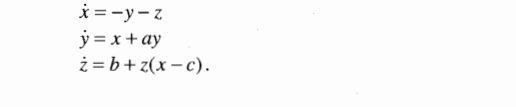 ẋ = −y − z
ẏ = x + ay
ż = b + z(x − c).